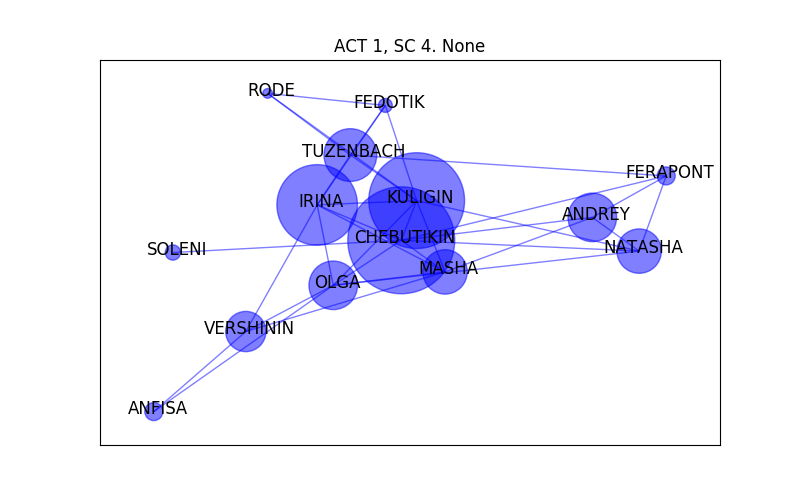 ACT 1, SC 4. None
RODE
FEDOTIK
TUZENBACH
FERAPONT
IRINA
KULIGIN
ANDREY
CHEBUTIKIN
NATASHA
SOLENI
MASHA
OLGA
VERSHININ
ANFISA